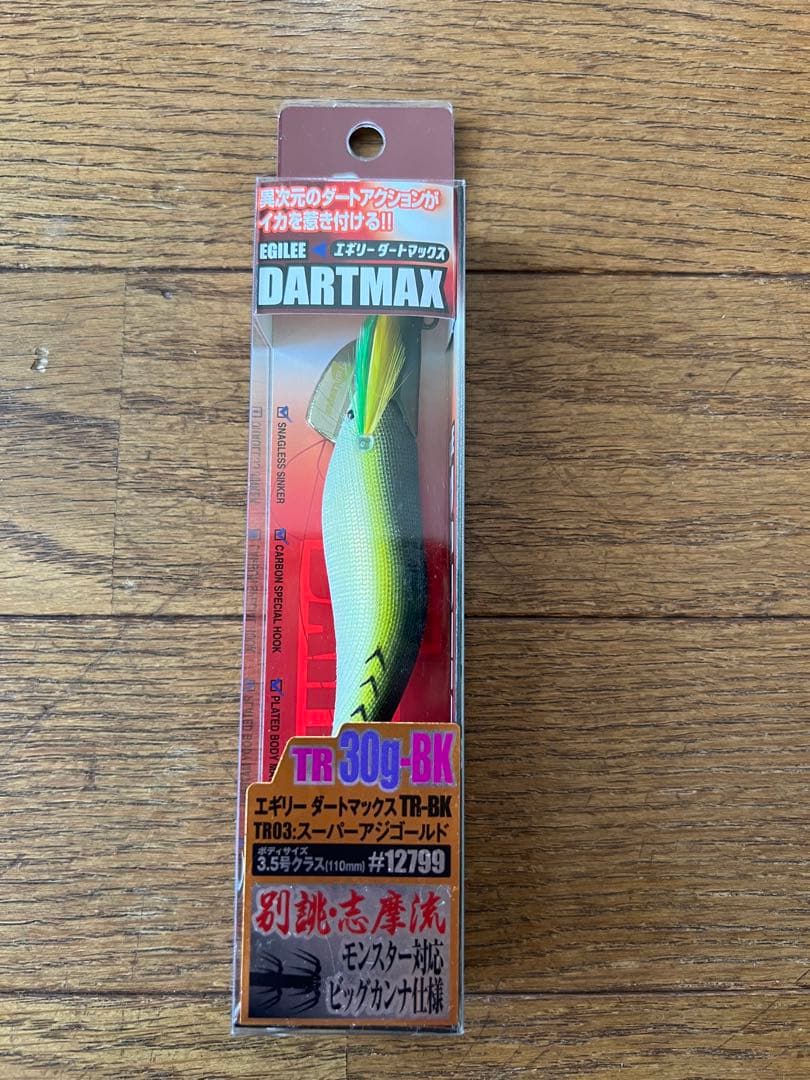 異次元のダートアクションが
イカを惹き付ける!!
EGILEE エギリー ダートマックス
DARTMAX
SNAGLESS SINKER
CARBON SPECIAL HOOK
PLATED BODY
TR 30g-BK
エギリー ダートマックス TR-BK
TR03:スーパーアジゴールド
ボディサイズ
3.5号クラス(110mm) #12799
別誂・志摩流
モンスター対応
ビッグカンナ仕様